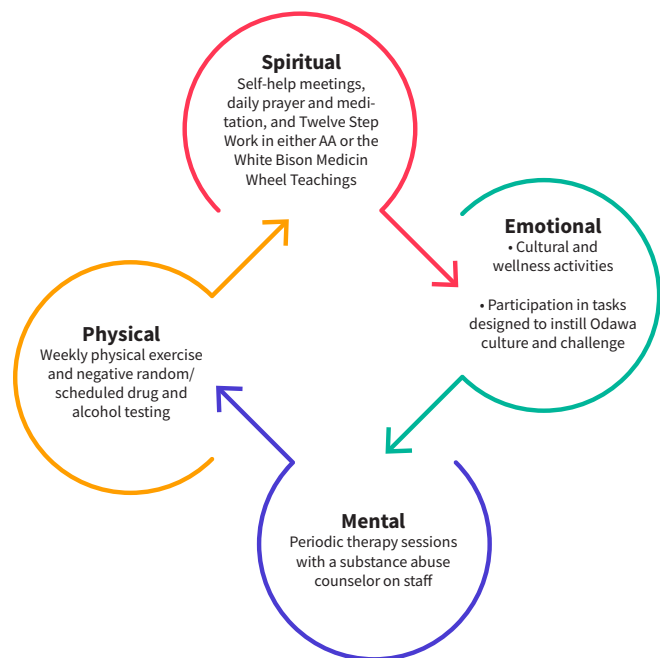 Spiritual
Self-help meetings,
daily prayer and medi-
tation, and Twelve Step
Work in either AA or the
White Bison Medicin
Wheel Teachings
Emotional
• Cultural and
wellness activities
• Participation in tasks
designed to instill Odawa
culture and challenge
Mental
Periodic therapy sessions
with a substance abuse
counselor on staff
Physical
Weekly physical exercise
and negative random/
scheduled drug and
alcohol testing